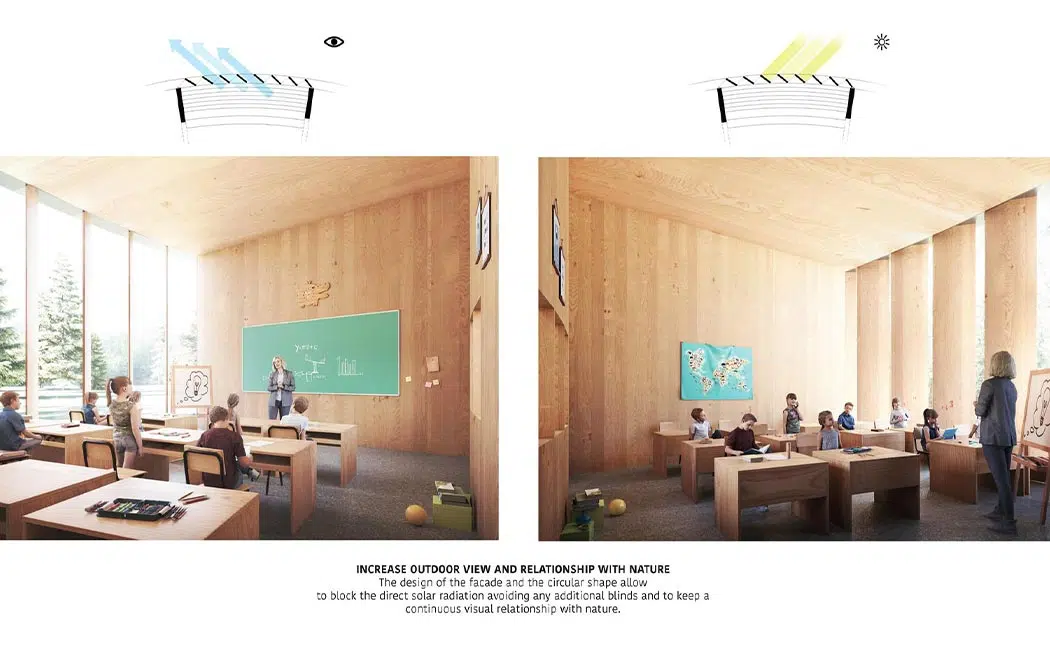 INCREASE OUTDOOR VIEW AND RELATIONSHIP WITH NATURE
The design of the facade and the circular shape allow
to block the direct solar radiation avoiding any additional blinds and to keep a
continuous visual relationship with nature.